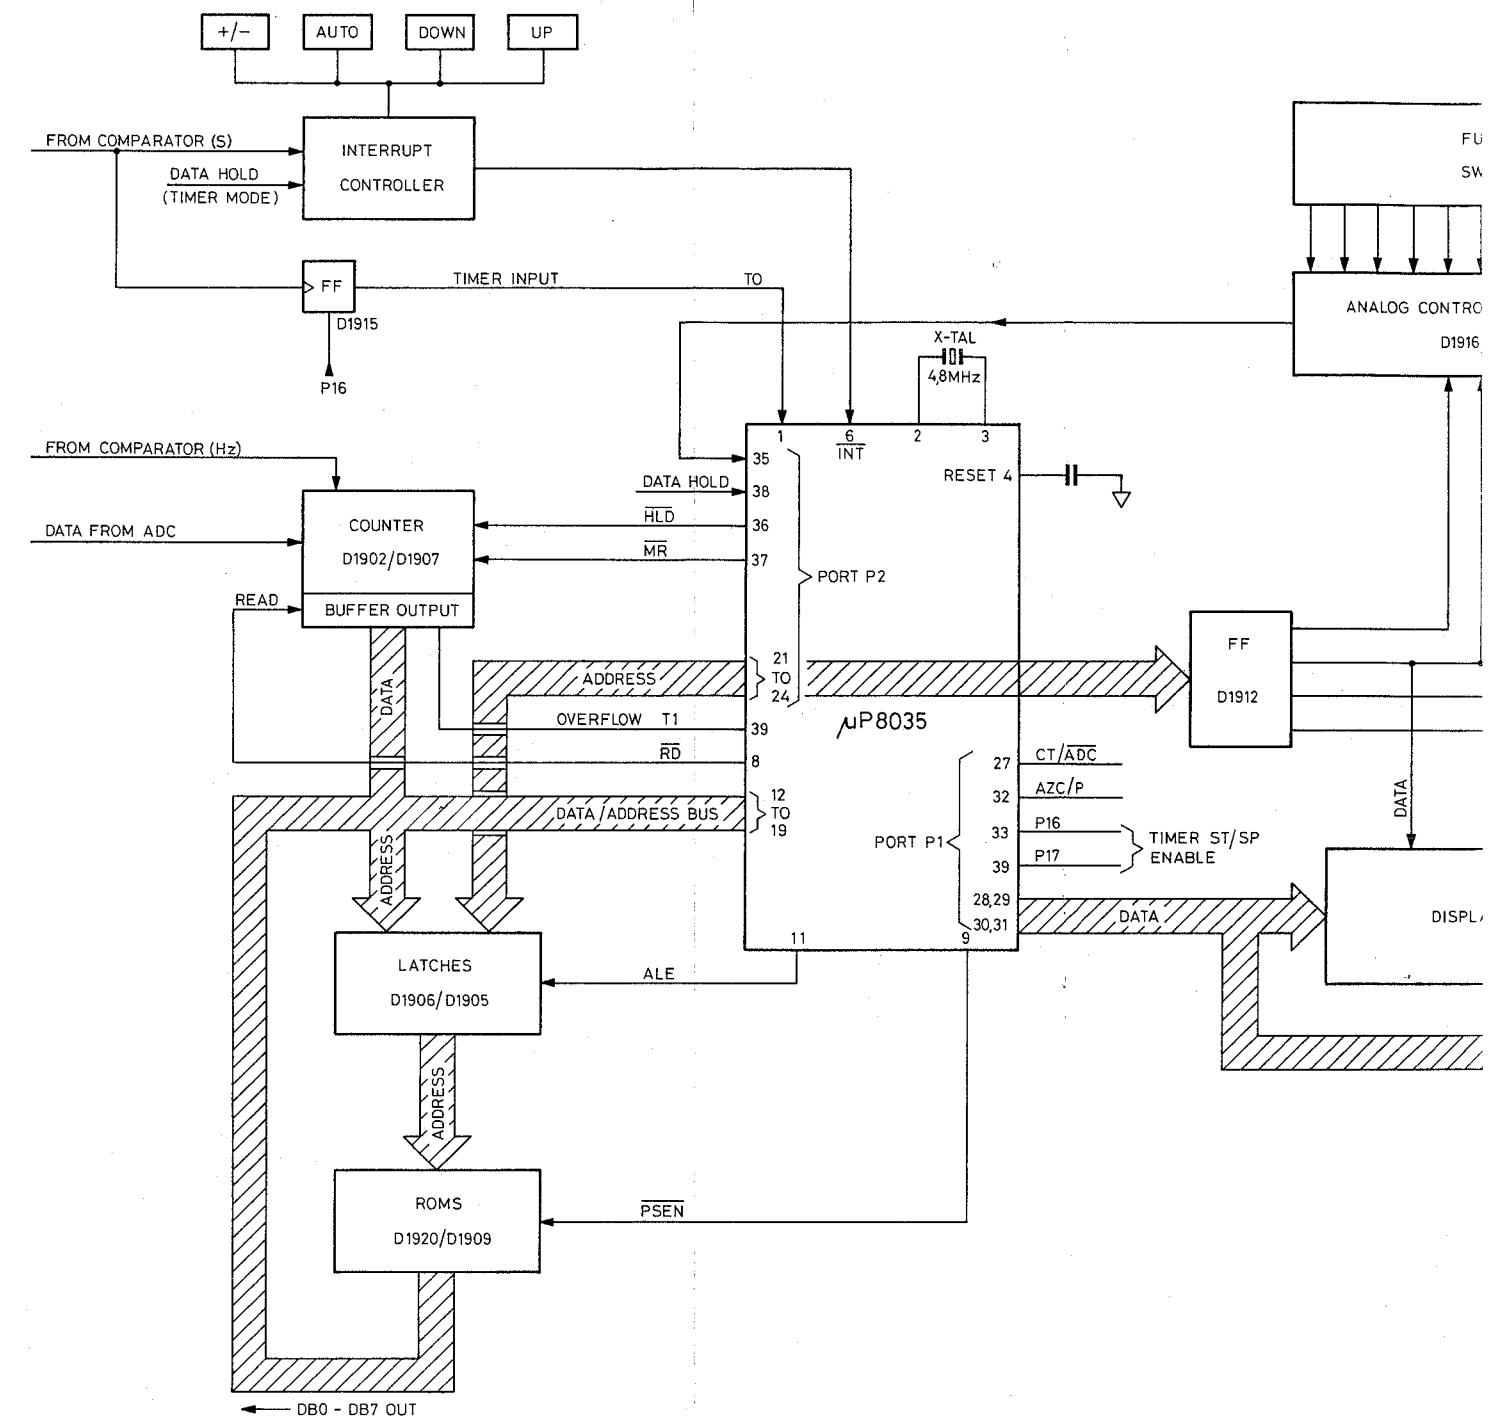 +/-
AUTO
DOWN
UP
FROM COMPARATOR (S)
DATA HOLD
(TIMER MODE)
INTERRUPT
CONTROLLER
FU
SW
FF
D1915
P16
TIMER INPUT
TO
X-TAL
4,8MHz
ANALOG CONTRO
D1916
FROM COMPARATOR (Hz)
DATA FROM ADC
COUNTER
D1902/D1907
READ
BUFFER OUTPUT
1
6
INT
2
3
35
RESET 4
DATA HOLD
38
HLD
36
MR
37
PORT P2
DATA
ADDRESS
21
TO
24
OVERFLOW T1
39
RD
8
μP8035
FF
D1912
DATA/ADDRESS BUS
12
TO
19
27
CT/ADC
32
AZC/P
PORT P1
33
P16
39
P17
TIMER ST/SP
ENABLE
28,29
30,31
DATA
DATA
DISPL
ADDRESS
11
9
LATCHES
D1906/D1905
ALE
ADDRESS
ROMS
D1920/D1909
PSEN
DB0 - DB7 OUT